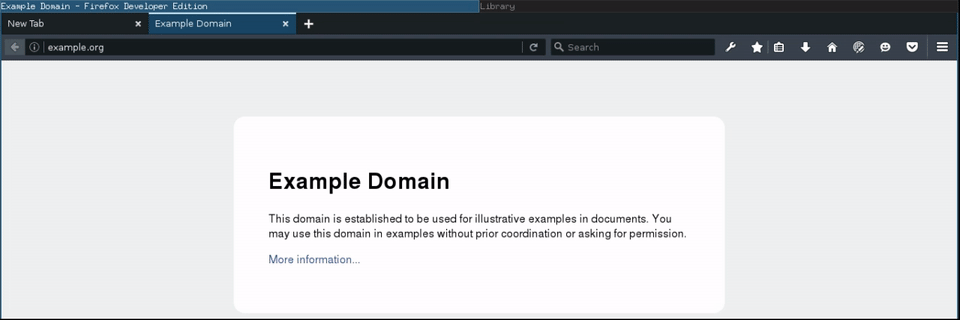 Example Domain - Firefox Developer Edition
Library
New Tab
Example Domain
example.org
Search
Example Domain
This domain is established to be used for illustrative examples in documents. You
may use this domain in examples without prior coordination or asking for permission.
More information...